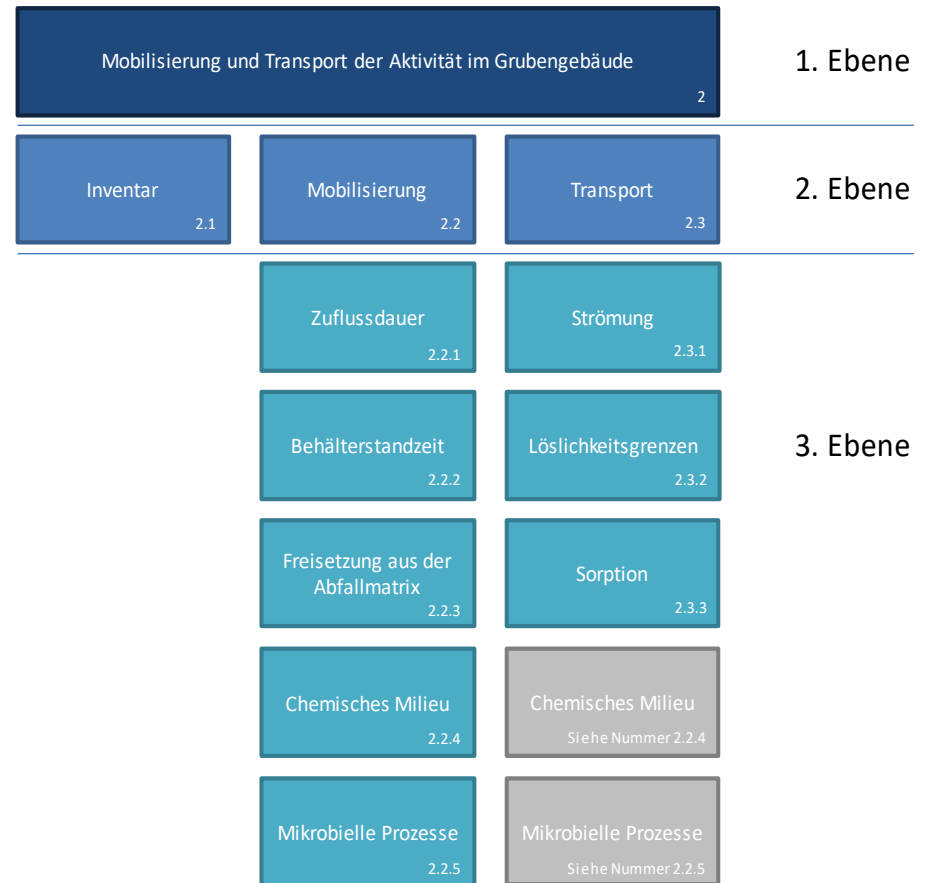 Mobilisierung und Transport der Aktivität im Grubengebäude
2
1. Ebene
Inventar
2.1
Mobilisierung
2.2
Transport
2.3
2. Ebene
Zuflussdauer
2.2.1
Strömung
2.3.1
Behälterstandzeit
2.2.2
Löslichkeitsgrenzen
2.3.2
3. Ebene
Freisetzung aus der
Abfallmatrix
2.2.3
Sorption
2.3.3
Chemisches Milieu
2.2.4
Chemisches Milieu
Siehe Nummer 2.2.4
Mikrobielle Prozesse
2.2.5
Mikrobielle Prozesse
Siehe Nummer 2.2.5